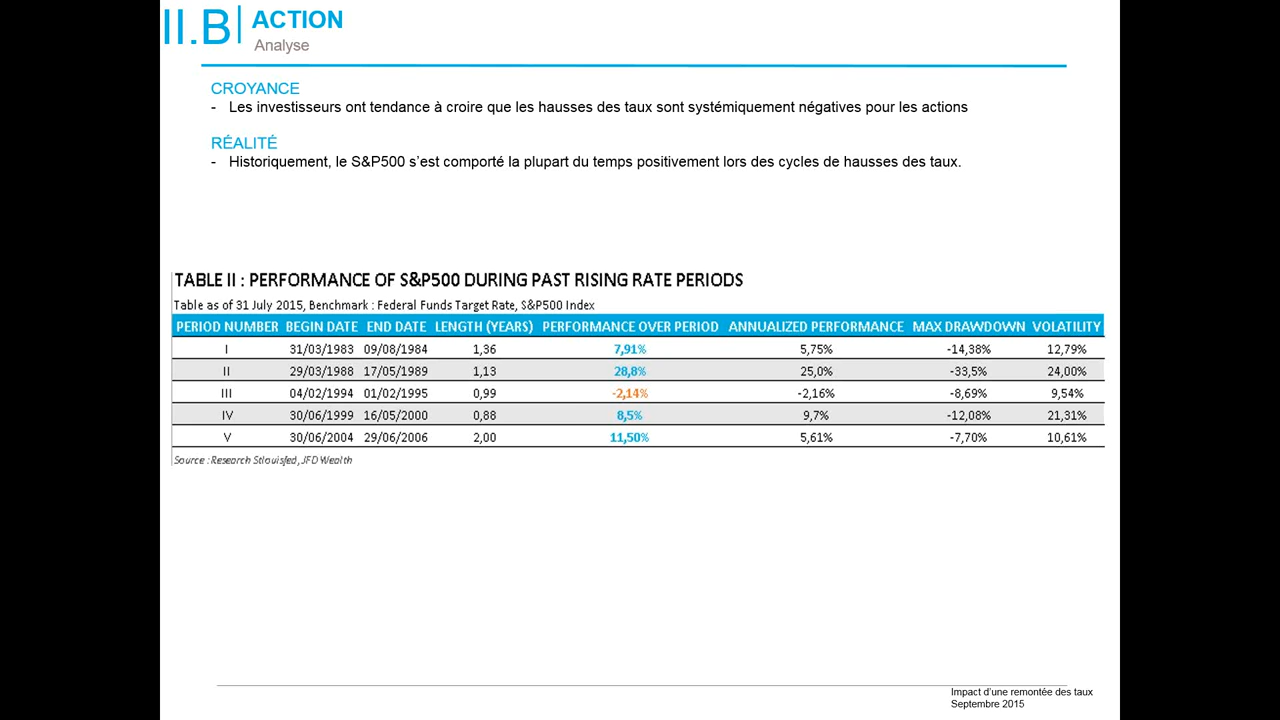 II.B ACTION
Analyse
CROYANCE
- Les investisseurs ont tendance à croire que les hausses des taux sont systémiquement négatives pour les actions
RÉALITÉ
- Historiquement, le S&P500 s’est comporté la plupart du temps positivement lors des cycles de hausses des taux.
TABLE II : PERFORMANCE OF S&P500 DURING PAST RISING RATE PERIODS
Table as of 31 July 2015, Benchmark : Federal Funds Target Rate, S&P500 Index
PERIOD NUMBER BEGIN DATE END DATE LENGTH (YEARS) PERFORMANCE OVER PERIOD ANNUALIZED PERFORMANCE MAX DRAWDOWN VOLATILITY
I 31/03/1983 09/08/1984 1,36 7,91% 5,75% -14,38% 12,79%
II 29/03/1988 17/05/1989 1,13 28,8% 25,0% -33,5% 24,00%
III 04/02/1994 01/02/1995 0,99 -2,14% -2,16% -8,69% 9,54%
IV 30/06/1999 16/05/2000 0,88 8,5% 9,7% -12,08% 21,31%
V 30/06/2004 29/06/2006 2,00 11,50% 5,61% -7,70% 10,61%
Source : Research Stlouisfed, JFD Wealth
Impact d’une remontée des taux
Septembre 2015